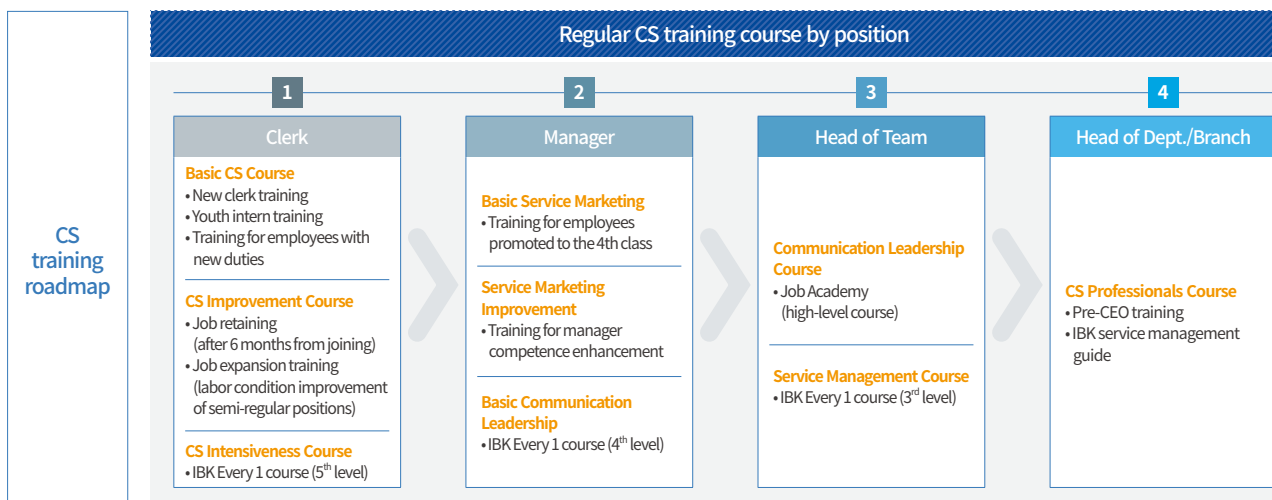 CS
training
roadmap
Regular CS training course by position
1
Clerk
Basic CS Course
• New clerk training
• Youth intern training
• Training for employees with
new duties
CS Improvement Course
• Job retaining
(after 6 months from joining)
• Job expansion training
(labor condition improvement
of semi-regular positions)
CS Intensiveness Course
• IBK Every 1 course (5th level)
2
Manager
Basic Service Marketing
• Training for employees
promoted to the 4th class
Service Marketing
Improvement
• Training for manager
competence enhancement
Basic Communication
Leadership
• IBK Every 1 course (4th level)
3
Head of Team
Communication Leadership
Course
• Job Academy
(high-level course)
Service Management Course
• IBK Every 1 course (3rd level)
4
Head of Dept./Branch
CS Professionals Course
• Pre-CEO training
• IBK service management
guide